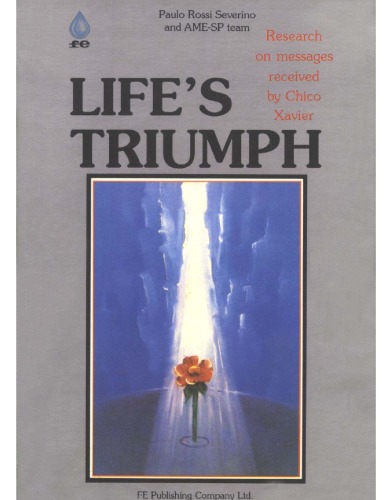 fe
Paulo Rossi Severino
and AME-SP team
Research
on messages
received
by Chico
Xavier
LIFE'S
TRIUMPH
FE Publishing Company Ltd.